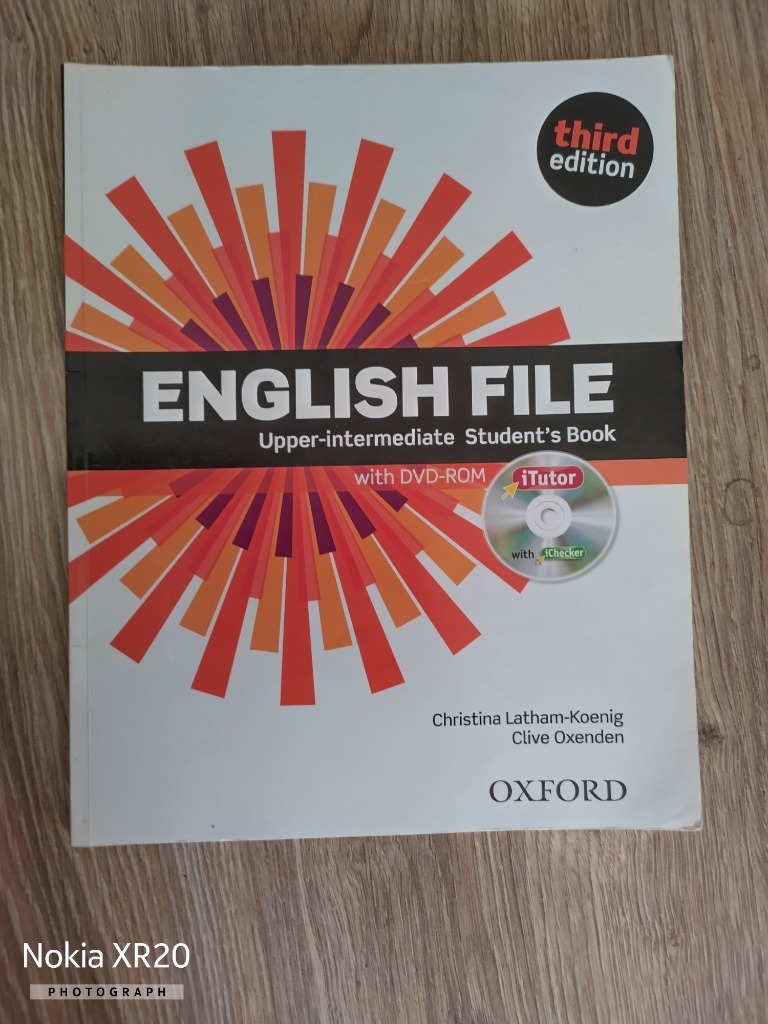 third
edition
ENGLISH FILE
Upper-intermediate Student's Book
with DVD-ROM
iTutor
with iChecker
Christina Latham-Koenig
Clive Oxenden
OXFORD
Nokia XR20
PHOTOGRAPH